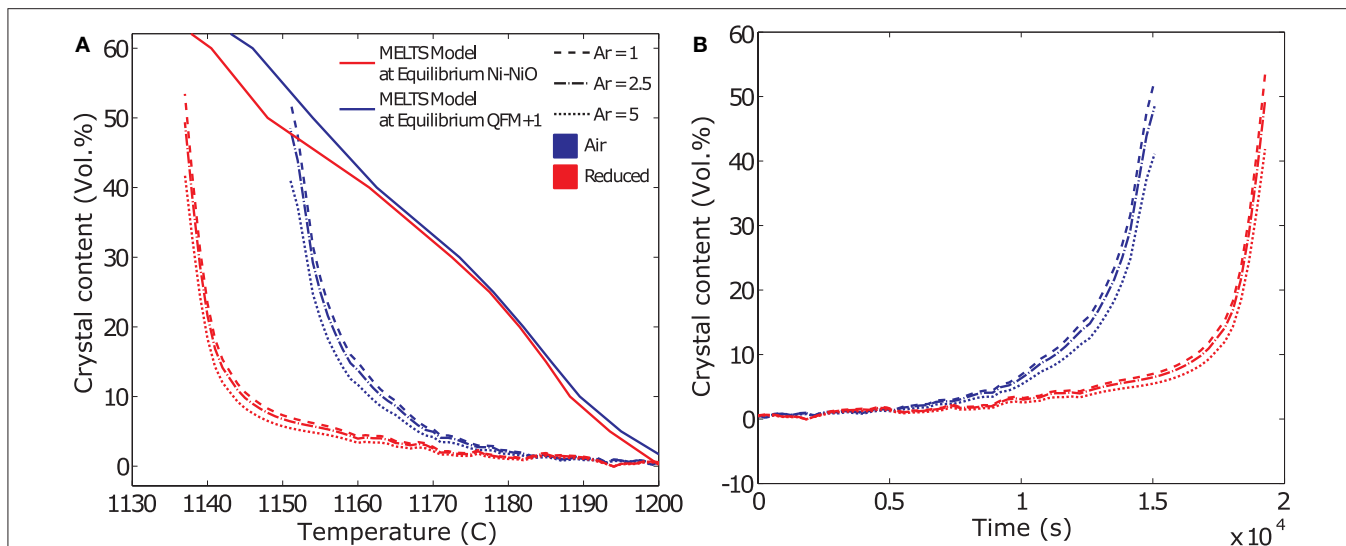 A
60
50
40
30
20
10
0
Crystal content (Vol.%)
1130 1140 1150 1160 1170 1180 1190 1200
Temperature (C)
MELTS Model
at Equilibrium Ni-NiO
MELTS Model
at Equilibrium QFM+1
Ar = 1
Ar = 2.5
Ar = 5
Air
Reduced
B
60
50
40
30
20
10
0
-10
Crystal content (Vol.%)
0 0.5 1 1.5 2
Time (s)
x10⁴